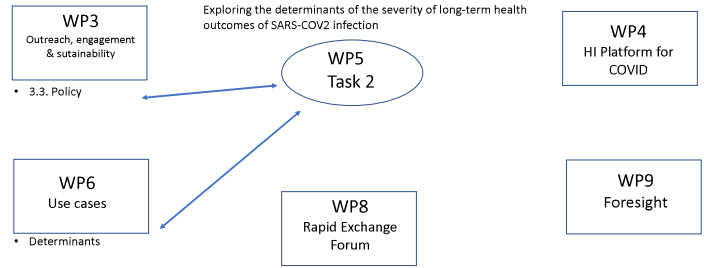 Exploring the determinants of the severity of long-term health
outcomes of SARS-COV2 infection
WP3
Outreach, engagement
& sutainability
• 3.3. Policy
WP5
Task 2
WP4
HI Platform for
COVID
WP6
Use cases
• Determinants
WP8
Rapid Exchange
Forum
WP9
Foresight